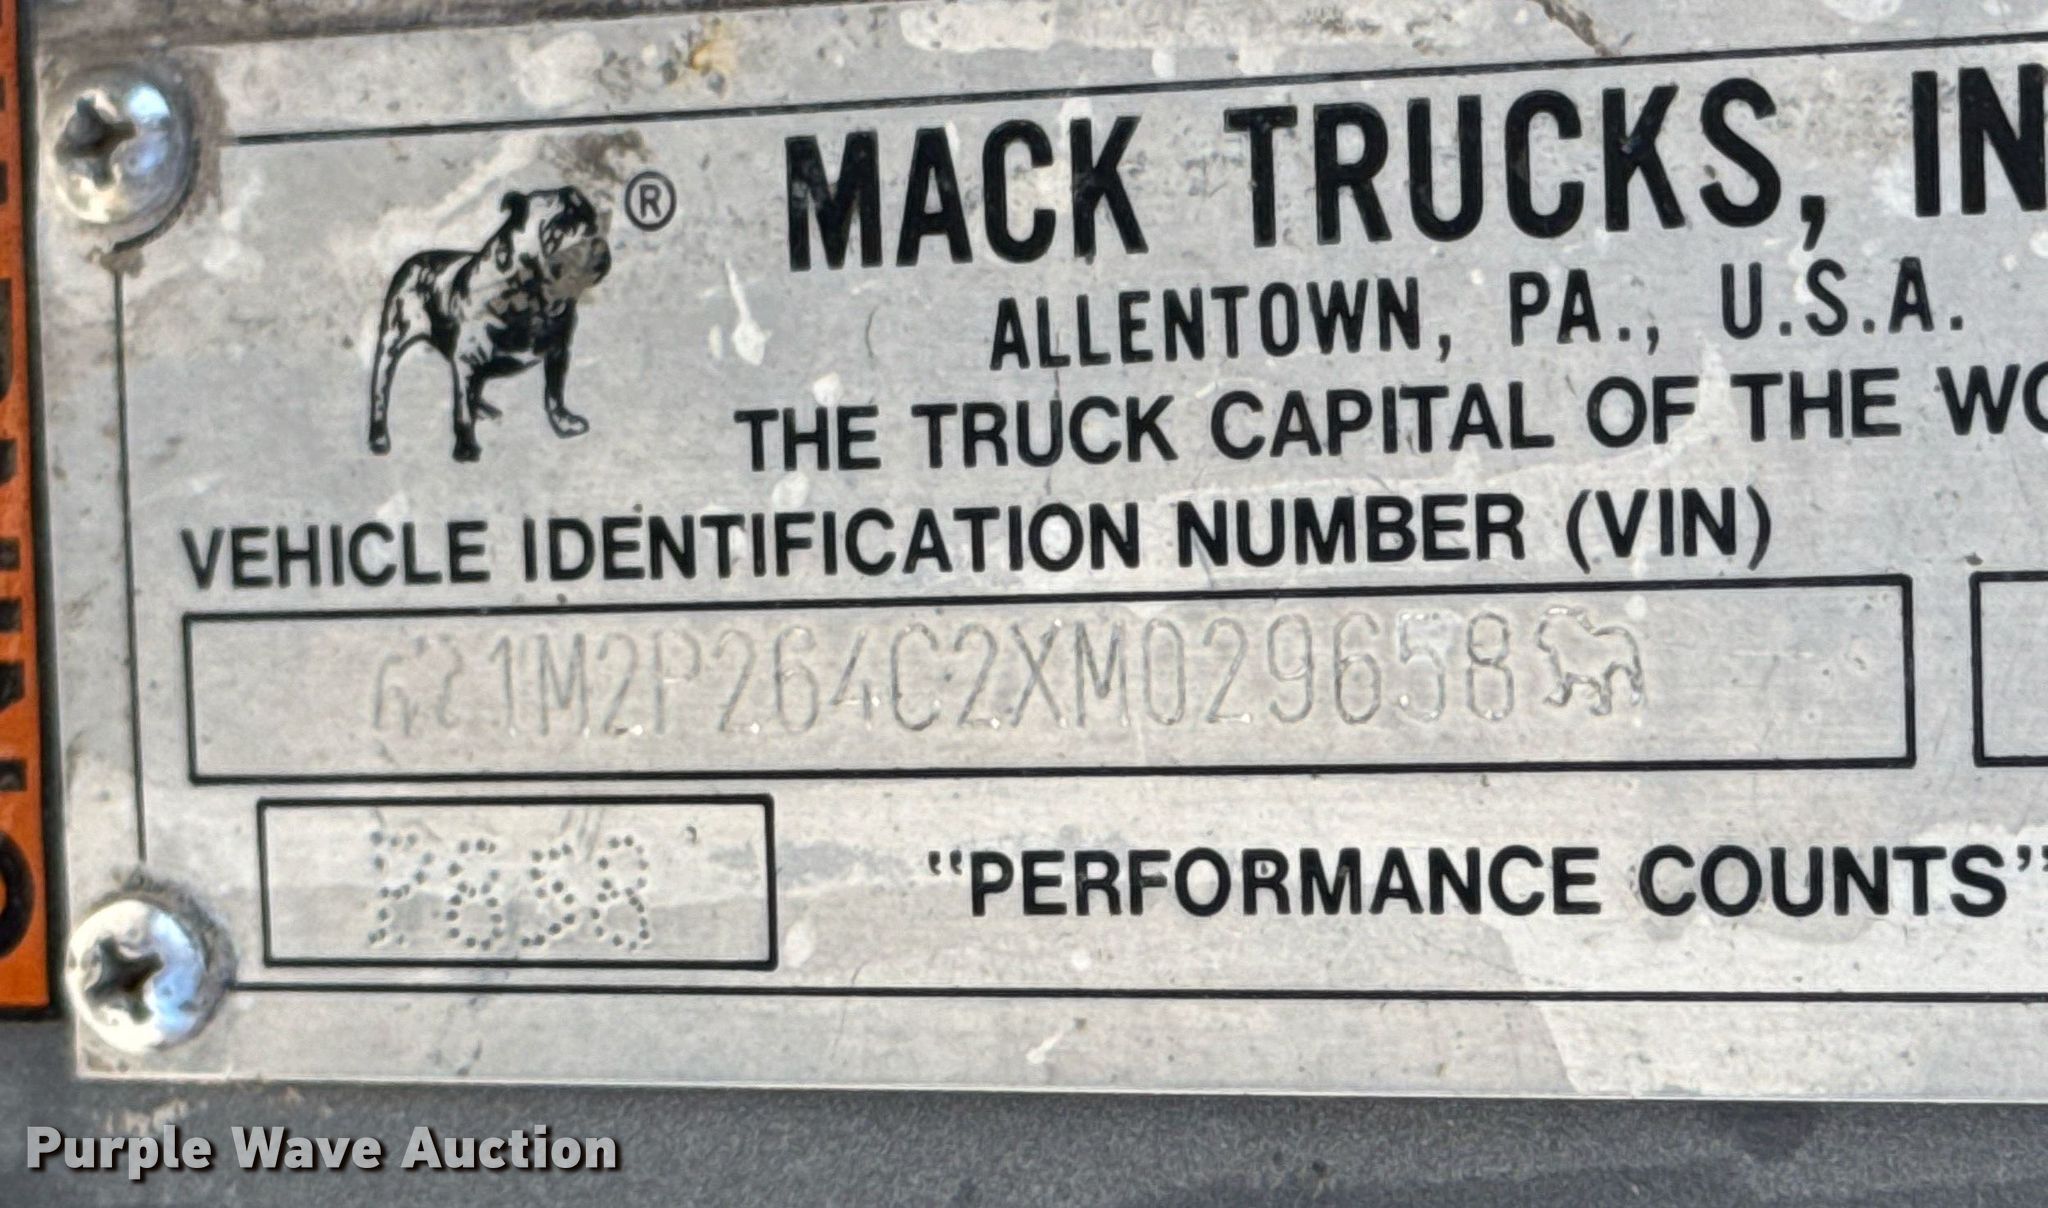 ®
MACK TRUCKS, IN
ALLENTOWN, PA., U.S.A.
THE TRUCK CAPITAL OF THE WO
VEHICLE IDENTIFICATION NUMBER (VIN)
1M2P264C2XM029658
"PERFORMANCE COUNTS"
Purple Wave Auction